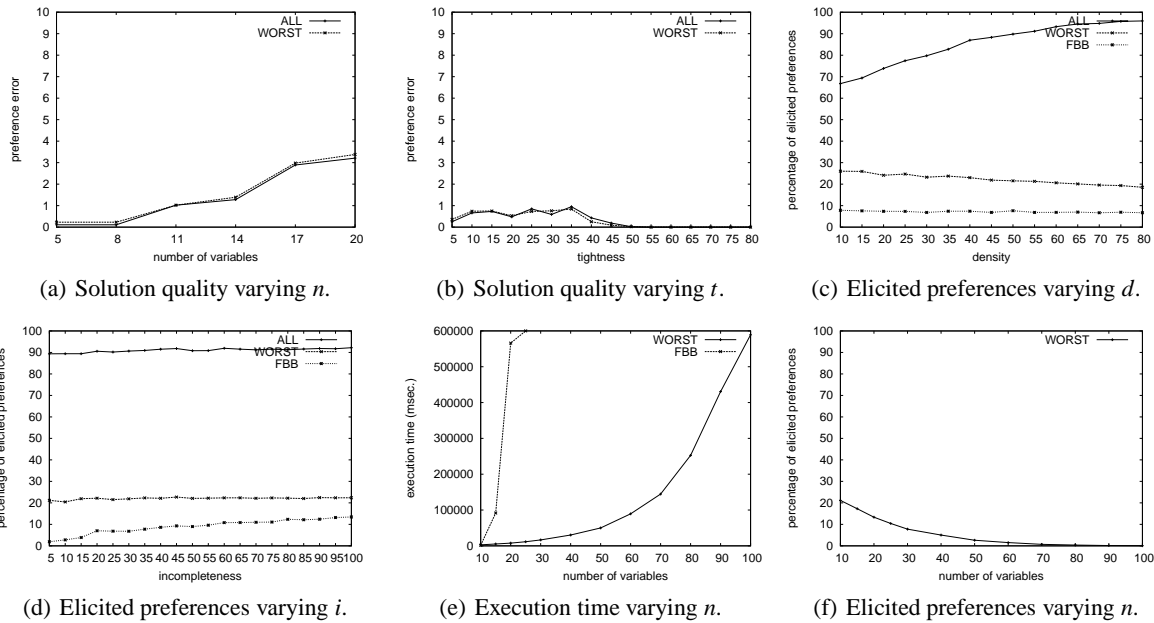 preference error
10
9
8
7
6
5
4
3
2
1
0
ALL
WORST
5 8 11 14 17 20
number of variables
(a) Solution quality varying n.
preference error
10
9
8
7
6
5
4
3
2
1
0
ALL
WORST
5 10 15 20 25 30 35 40 45 50 55 60 65 70 75 80
tightness
(b) Solution quality varying t.
percentage of elicited preferences
100
90
80
70
60
50
40
30
20
10
0
ALL
WORST
FBB
10 15 20 25 30 35 40 45 50 55 60 65 70 75 80
density
(c) Elicited preferences varying d.
percentage of elicited preferences
100
90
80
70
60
50
40
30
20
10
0
ALL
WORST
FBB
5 10 15 20 25 30 35 40 45 50 55 60 65 70 75 80 85 90 95 100
incompleteness
(d) Elicited preferences varying i.
execution time (msec.)
600000
500000
400000
300000
200000
100000
0
WORST
FBB
10 20 30 40 50 60 70 80 90 100
number of variables
(e) Execution time varying n.
percentage of elicited preferences
100
90
80
70
60
50
40
30
20
10
0
WORST
10 20 30 40 50 60 70 80 90 100
number of variables
(f) Elicited preferences varying n.